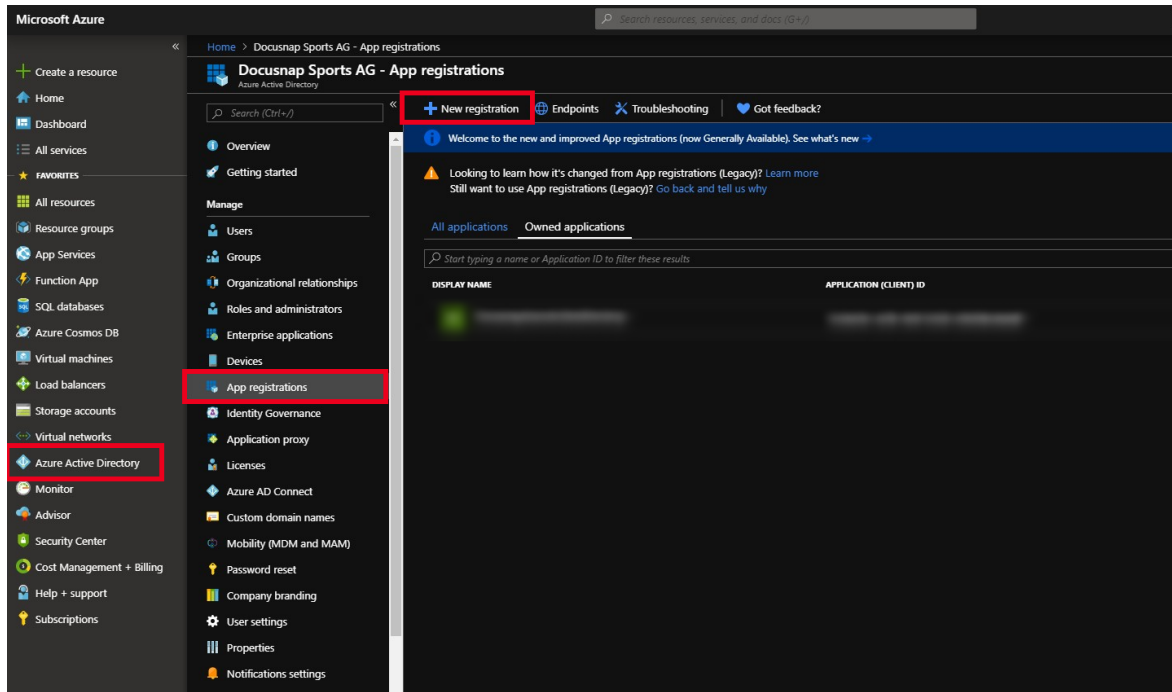 Microsoft Azure
Search resources, services, and docs (G+/)
«
Create a resource
Home
Dashboard
All services
FAVORITES
All resources
Resource groups
App Services
Function App
SQL databases
Azure Cosmos DB
Virtual machines
Load balancers
Storage accounts
Virtual networks
Azure Active Directory
Monitor
Advisor
Security Center
Cost Management + Billing
Help + support
Subscriptions
Home > Docusnap Sports AG - App registrations
Docusnap Sports AG - App registrations
Azure Active Directory
Search (Ctrl+/)
«
Overview
Getting started
Manage
Users
Groups
Organizational relationships
Roles and administrators
Enterprise applications
Devices
App registrations
Identity Governance
Application proxy
Licenses
Azure AD Connect
Custom domain names
Mobility (MDM and MAM)
Password reset
Company branding
User settings
Properties
Notifications settings
New registration Endpoints Troubleshooting Got feedback?
Welcome to the new and improved App registrations (now Generally Available). See what's new →
Looking to learn how it's changed from App registrations (Legacy)? Learn more
Still want to use App registrations (Legacy)? Go back and tell us why
All applications Owned applications
Start typing a name or Application ID to filter these results
DISPLAY NAME APPLICATION (CLIENT) ID